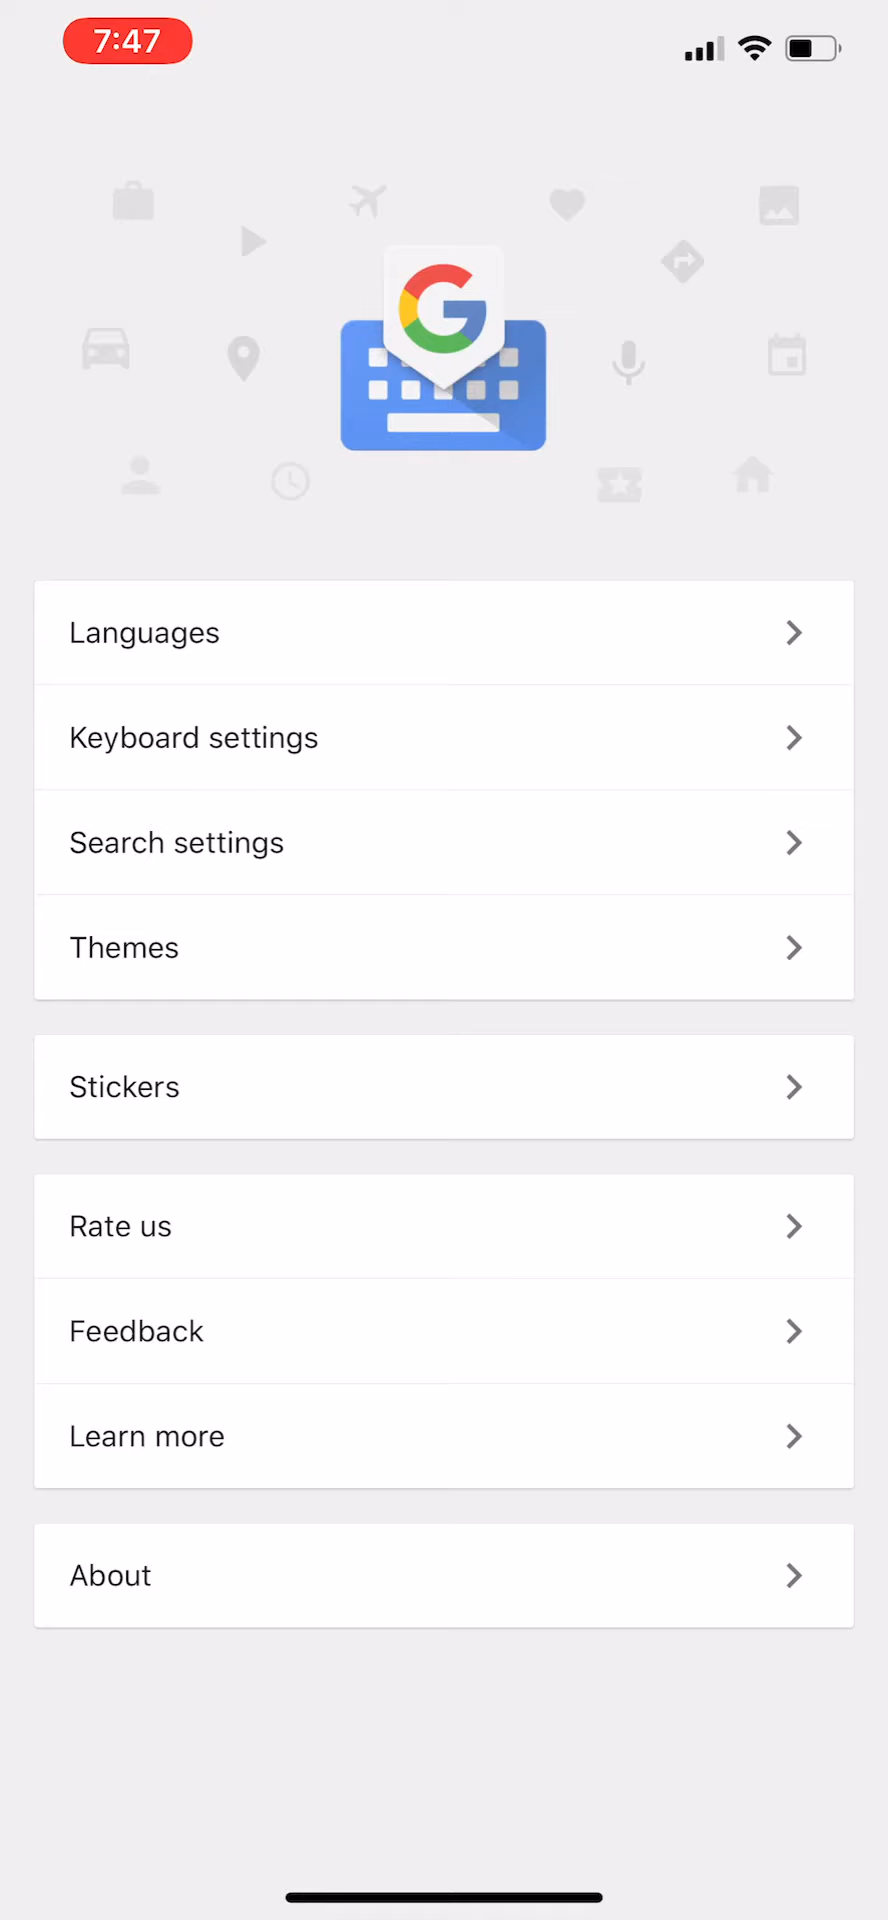 7:47
Languages
Keyboard settings
Search settings
Themes
Stickers
Rate us
Feedback
Learn more
About